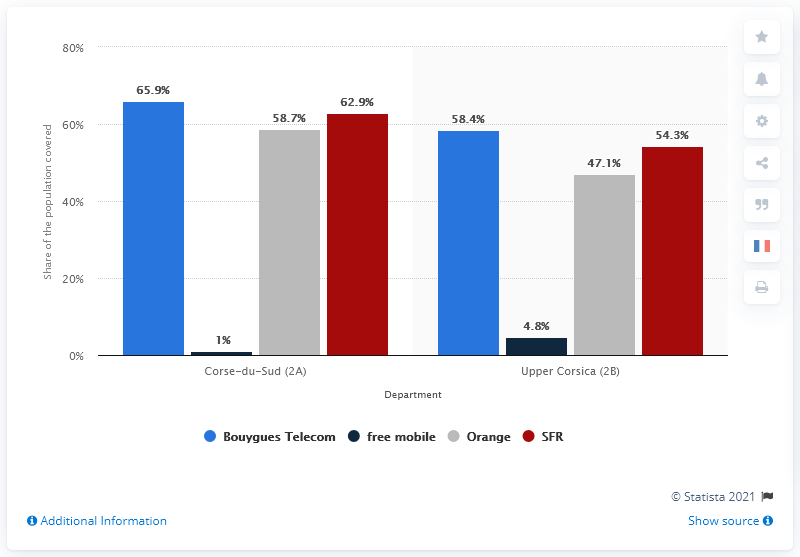 80%
60%
40%
20%
0%
Share of the population covered
65.9%
1%
58.7%
62.9%
58.4%
4.8%
47.1%
54.3%
Corse-du-Sud (2A)
Upper Corsica (2B)
Department
Bouygues Telecom
free mobile
Orange
SFR
© Statista 2021
Additional Information
Show source